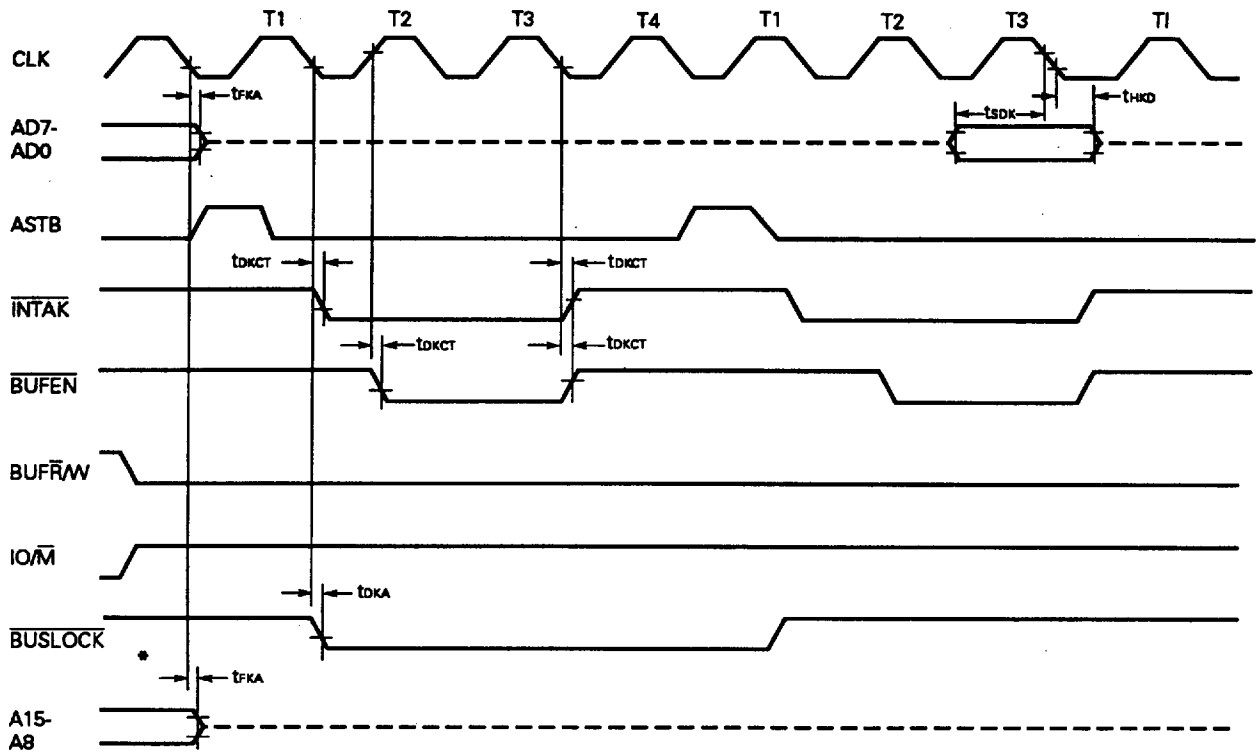 T1 T2 T3 T4 T1 T2 T3 TI
CLK
tFKA
tSDK
tHKD
AD7-
AD0
ASTB
tDKCT tDKCT
INTAK
tDKCT tDKCT
BUFEN
BUFR/W
IO/M
tDKA
BUSLOCK
*
tFKA
A15-
A8